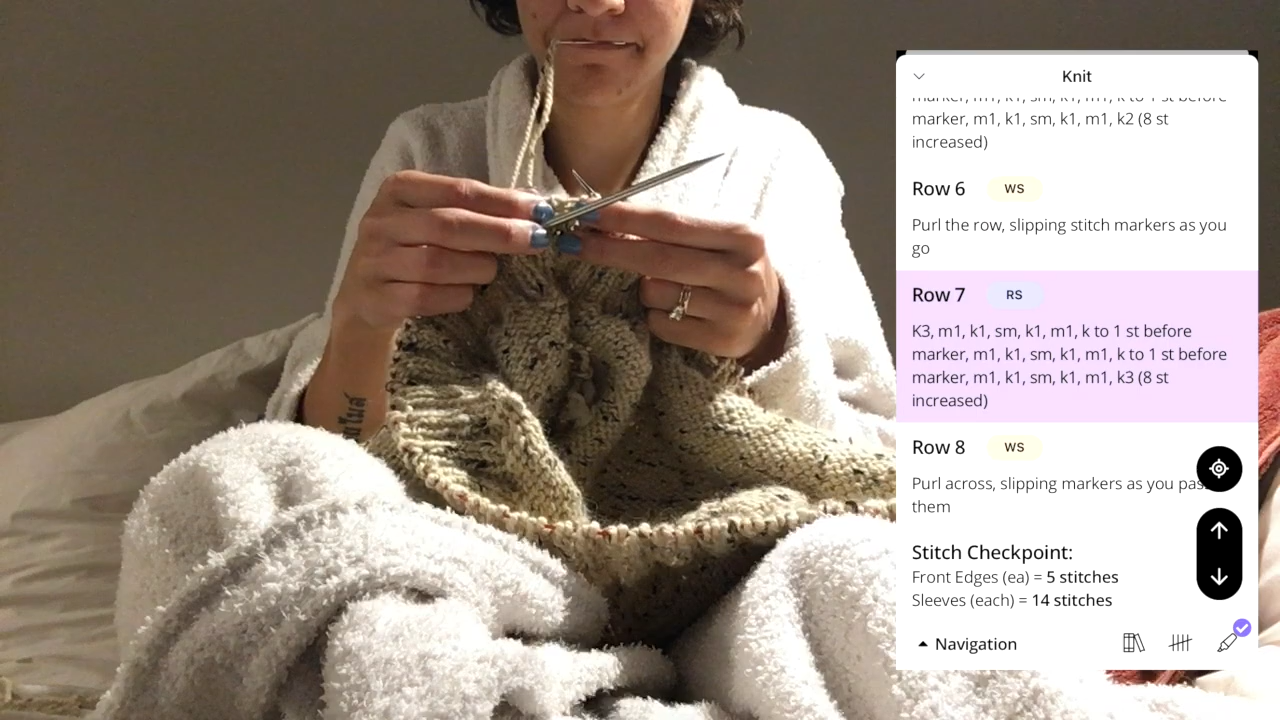 Knit
marker, m1, k1, sm, k1, m1, k to 1 st before
marker, m1, k1, sm, k1, m1, k2 (8 st
increased)
Row 6 WS
Purl the row, slipping stitch markers as you
go
Row 7 RS
K3, m1, k1, sm, k1, m1, k to 1 st before
marker, m1, k1, sm, k1, m1, k to 1 st before
marker, m1, k1, sm, k1, m1, k3 (8 st
increased)
Row 8 WS
Purl across, slipping markers as you pass
them
Stitch Checkpoint:
Front Edges (ea) = 5 stitches
Sleeves (each) = 14 stitches
Navigation